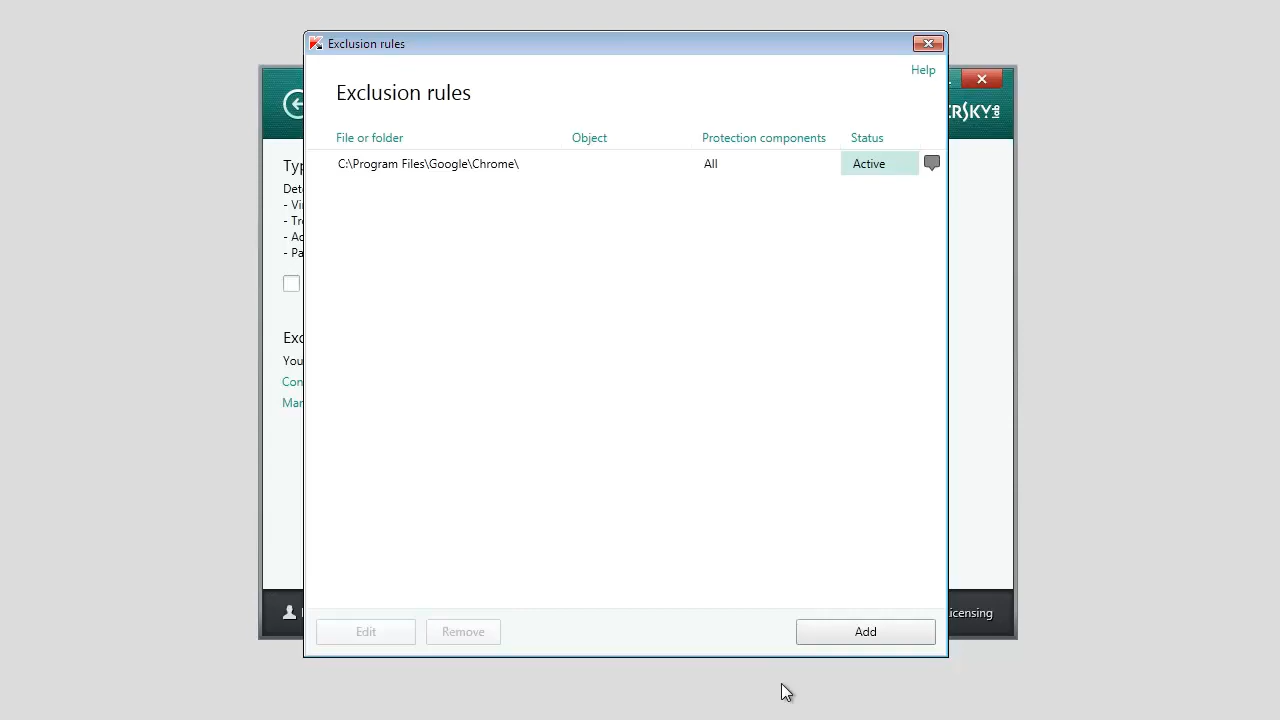 Exclusion rules
Help
Exclusion rules
File or folder Object Protection components Status
C:\Program Files\Google\Chrome\ All Active
Edit Remove Add